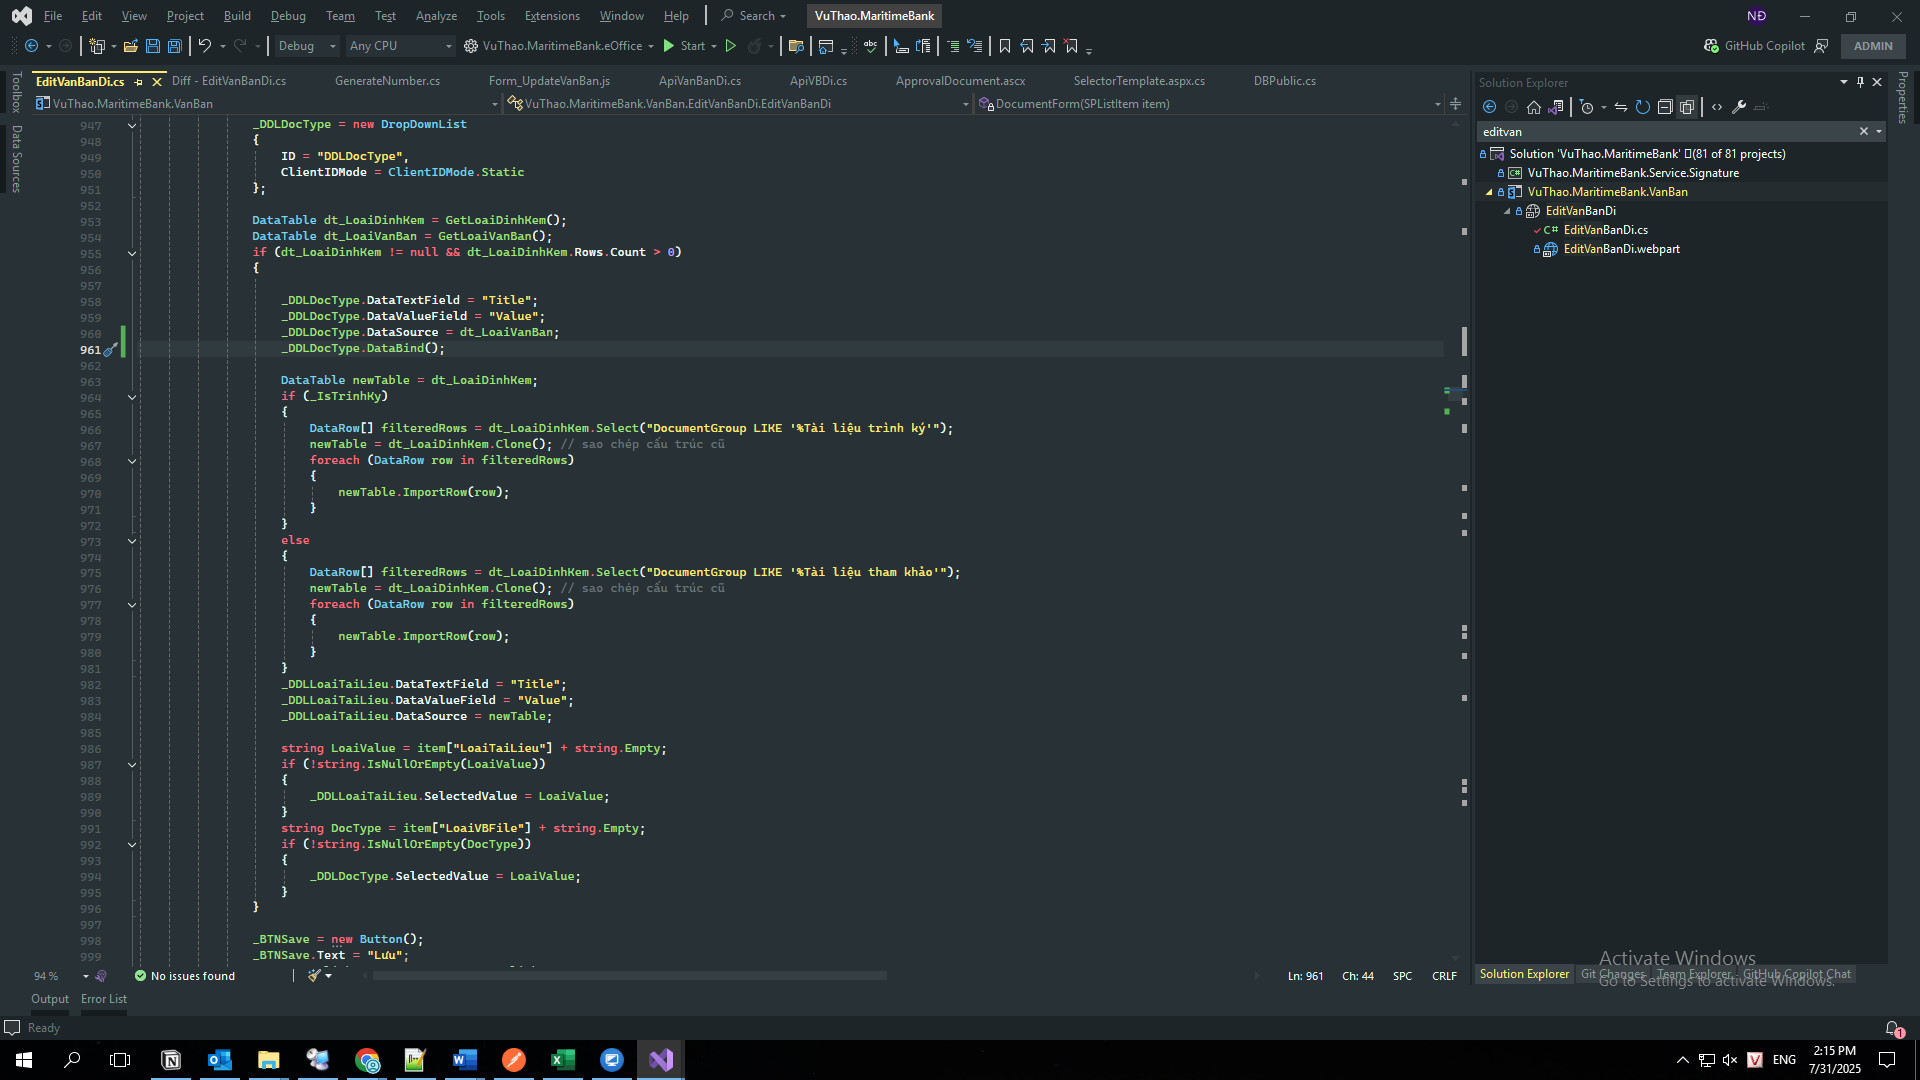 File Edit View Project Build Debug Team Test Analyze Tools Extensions Window Help Search VuThao.MaritimeBank NĐ
Debug Any CPU VuThao.MaritimeBank.eOffice Start GitHub Copilot ADMIN
EditVanBanDi.cs Diff - EditVanBanDi.cs GenerateNumber.cs Form_UpdateVanBan.js ApiVanBanDi.cs ApiVBDi.cs ApprovalDocument.ascx SelectorTemplate.aspx.cs DBPublic.cs
VuThao.MaritimeBank.VanBan VuThao.MaritimeBank.VanBan.EditVanBanDi.EditVanBanDi DocumentForm(SPListItem item)
Toolbox
Data Sources
947 _DDLDocType = new DropDownList
948 {
949 ID = "DDLDocType",
950 ClientIDMode = ClientIDMode.Static
951 };
952
953 DataTable dt_LoaiDinhKem = GetLoaiDinhKem();
954 DataTable dt_LoaiVanBan = GetLoaiVanBan();
955 if (dt_LoaiDinhKem != null && dt_LoaiDinhKem.Rows.Count > 0)
956 {
957
958 _DDLDocType.DataTextField = "Title";
959 _DDLDocType.DataValueField = "Value";
960 _DDLDocType.DataSource = dt_LoaiVanBan;
961 _DDLDocType.DataBind();
962
963 DataTable newTable = dt_LoaiDinhKem;
964 if (_IsTrinhKy)
965 {
966 DataRow[] filteredRows = dt_LoaiDinhKem.Select("DocumentGroup LIKE '%Tài liệu trình ký'");
967 newTable = dt_LoaiDinhKem.Clone(); // sao chép cấu trúc cũ
968 foreach (DataRow row in filteredRows)
969 {
970 newTable.ImportRow(row);
971 }
972 }
973 else
974 {
975 DataRow[] filteredRows = dt_LoaiDinhKem.Select("DocumentGroup LIKE '%Tài liệu tham khảo'");
976 newTable = dt_LoaiDinhKem.Clone(); // sao chép cấu trúc cũ
977 foreach (DataRow row in filteredRows)
978 {
979 newTable.ImportRow(row);
980 }
981 }
982 _DDLLoaiTaiLieu.DataTextField = "Title";
983 _DDLLoaiTaiLieu.DataValueField = "Value";
984 _DDLLoaiTaiLieu.DataSource = newTable;
985
986 string LoaiValue = item["LoaiTaiLieu"] + string.Empty;
987 if (!string.IsNullOrEmpty(LoaiValue))
988 {
989 _DDLLoaiTaiLieu.SelectedValue = LoaiValue;
990 }
991 string DocType = item["LoaiVBFile"] + string.Empty;
992 if (!string.IsNullOrEmpty(DocType))
993 {
994 _DDLDocType.SelectedValue = LoaiValue;
995 }
996 }
997
998 _BTNSave = new Button();
999 _BTNSave.Text = "Lưu";
94 % No issues found Ln: 961 Ch: 44 SPC CRLF
Output Error List
Ready
Solution Explorer
editvan
Solution 'VuThao.MaritimeBank' (81 of 81 projects)
VuThao.MaritimeBank.Service.Signature
VuThao.MaritimeBank.VanBan
EditVanBanDi
EditVanBanDi.cs
EditVanBanDi.webpart
Properties
Activate Windows
Go to Settings to activate Windows.
Solution Explorer Git Changes Team Explorer GitHub Copilot Chat
1
ENG
2:15 PM
7/31/2025